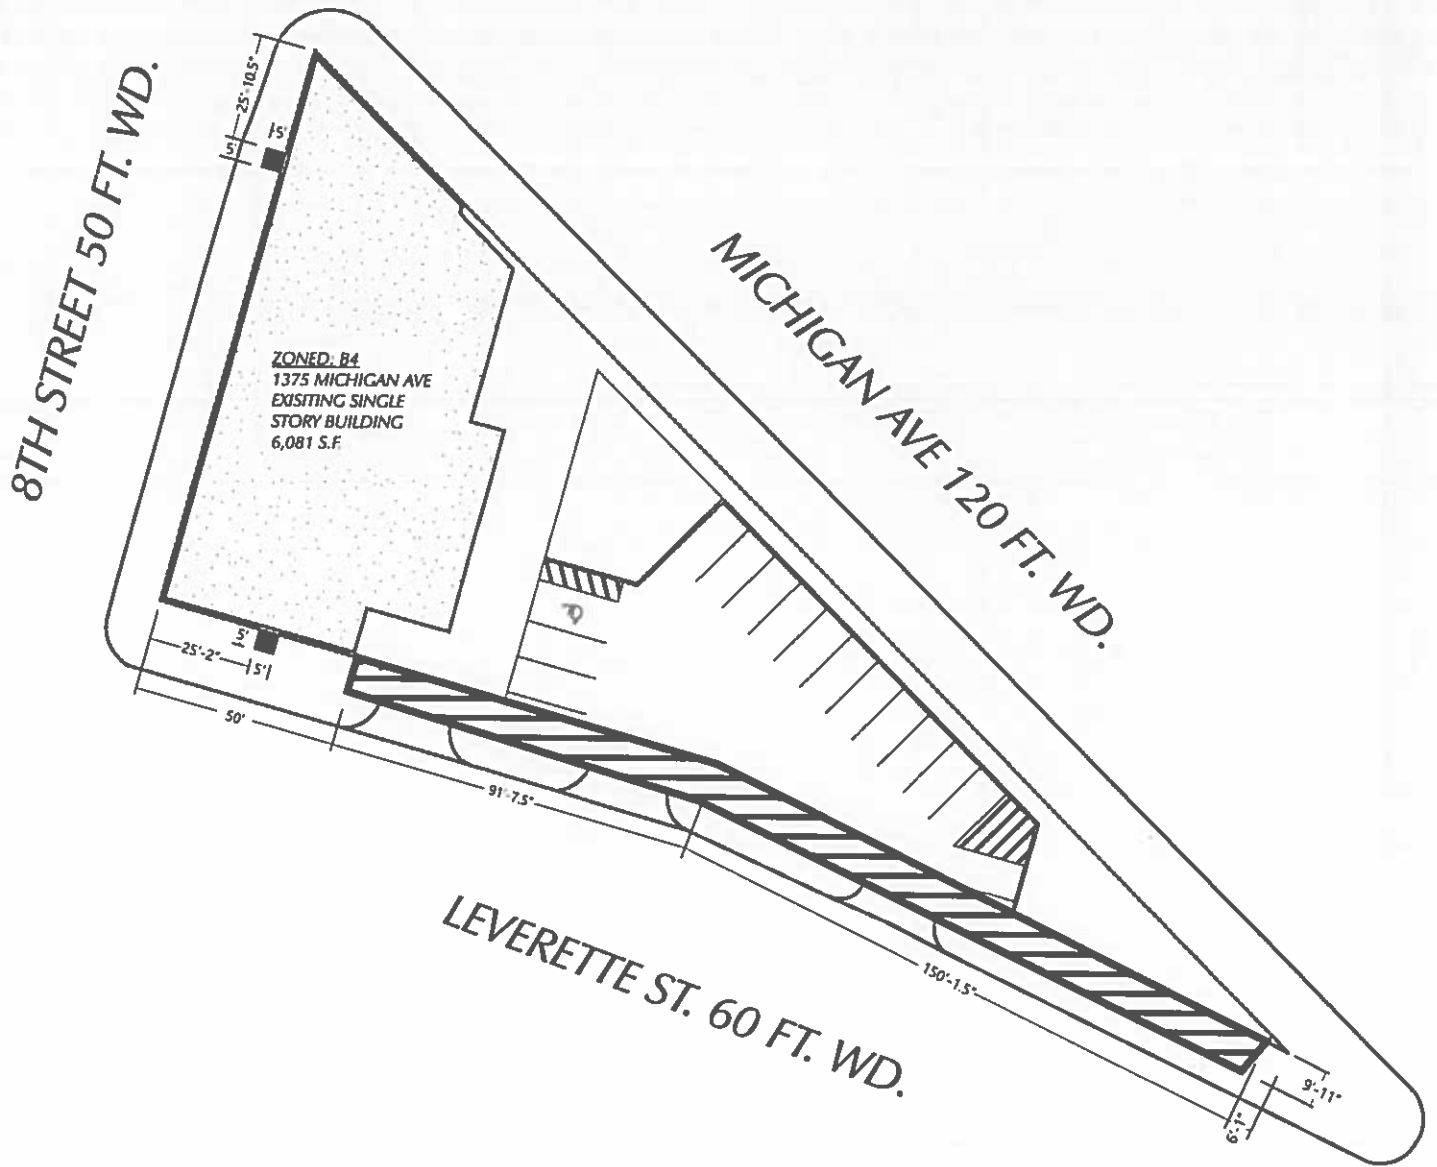 25'-10.5"
5'
5'
8TH STREET 50 FT. WD.
MICHIGAN AVE 120 FT. WD.
ZONED: B4
1375 MICHIGAN AVE
EXISITING SINGLE
STORY BUILDING
6,081 S.F.
5'
25'-2"
5'
50'
91'-7.5"
150'-1.5"
LEVERETTE ST. 60 FT. WD.
9'-11"
6'-1"